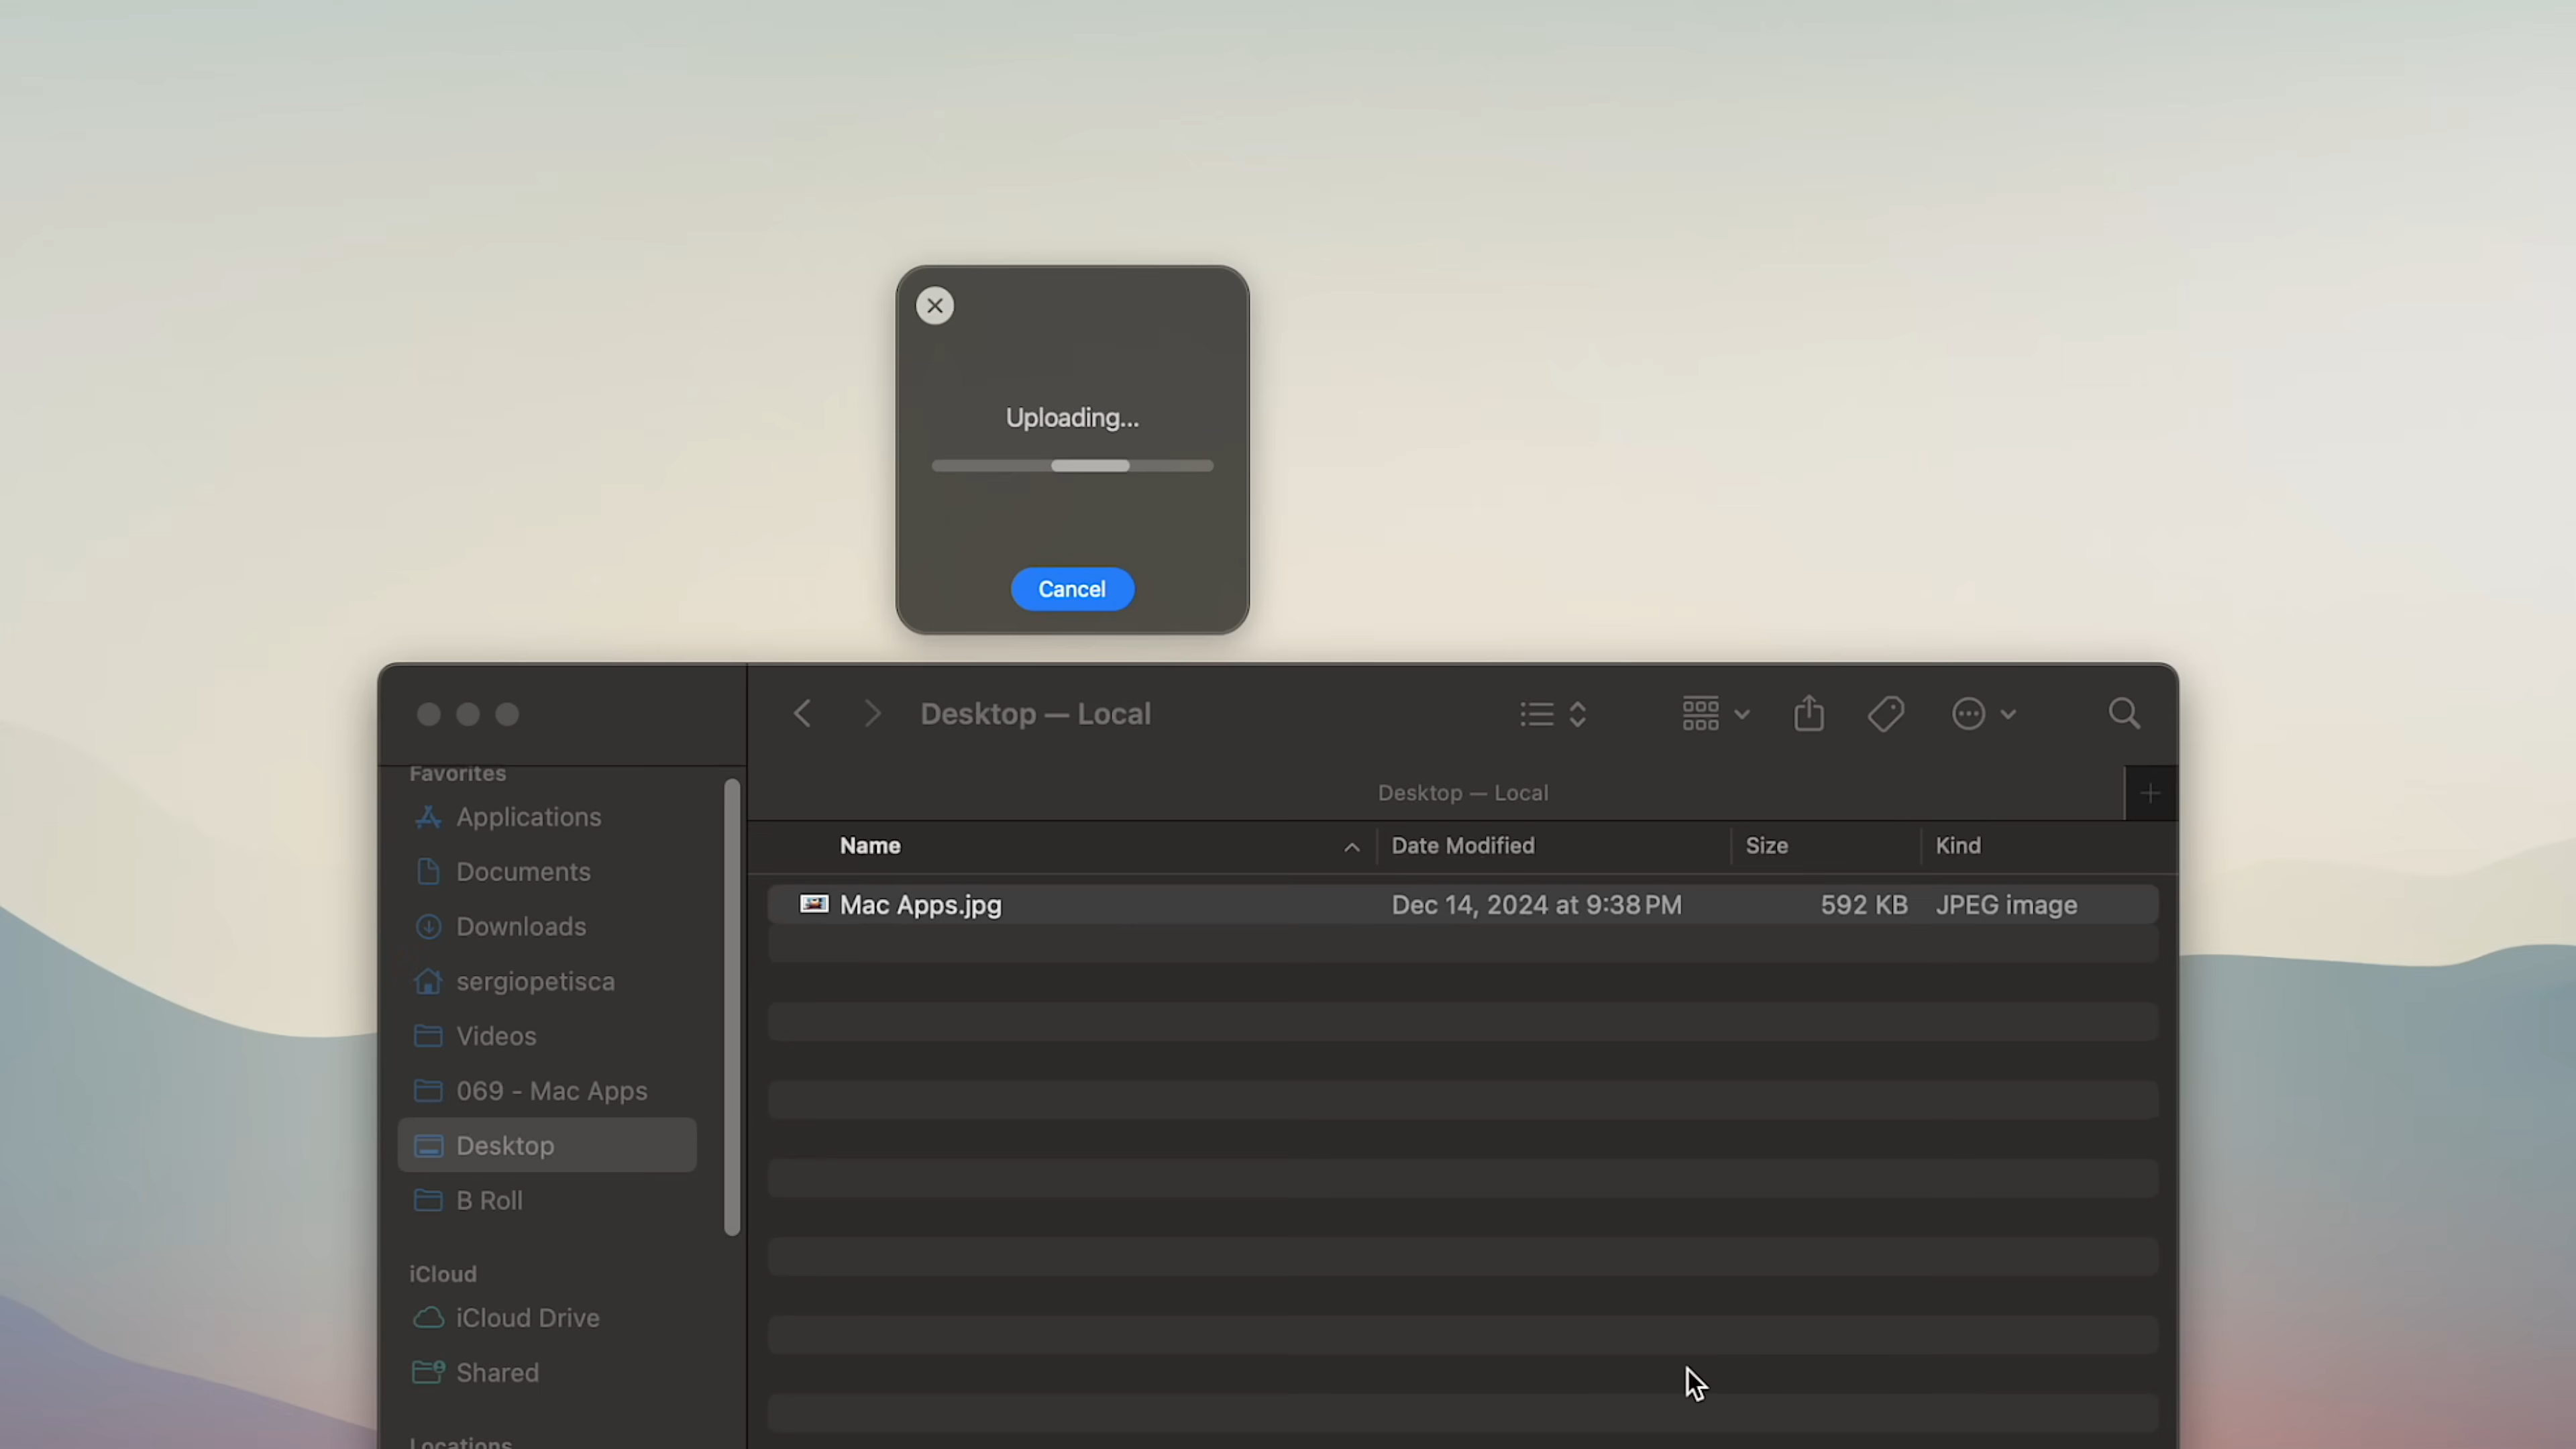 Uploading...
Cancel
Desktop — Local
Desktop — Local
Favorites
Applications
Documents
Downloads
sergiopetisca
Videos
069 - Mac Apps
Desktop
B Roll
iCloud
iCloud Drive
Shared
Locations
Name Date Modified Size Kind
Mac Apps.jpg Dec 14, 2024 at 9:38 PM 592 KB JPEG image